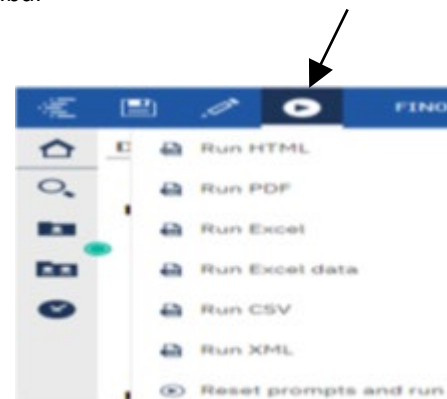 FINO
Run HTML
Run PDF
Run Excel
Run Excel data
Run CSV
Run XML
Reset prompts and run